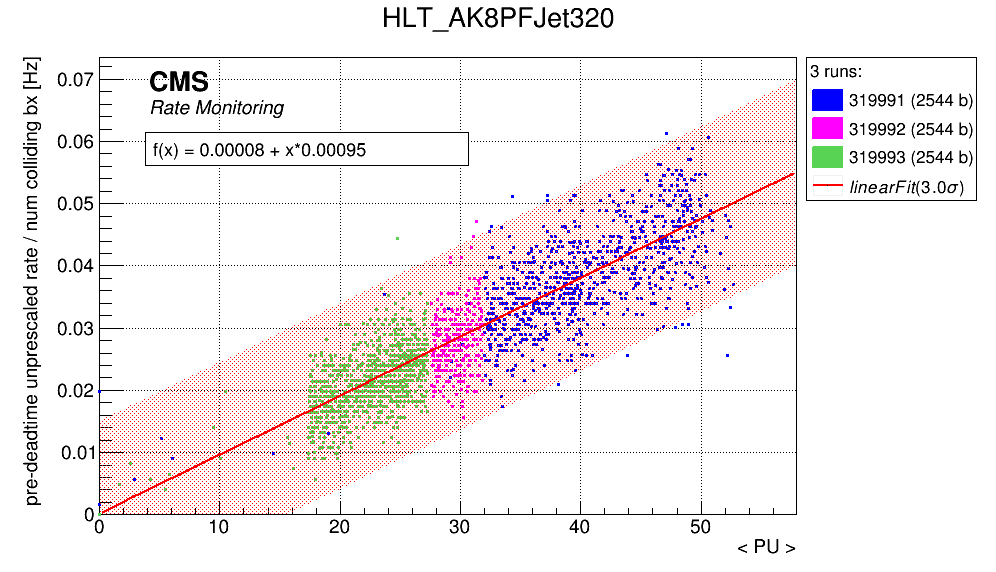 HLT_AK8PFJet320
pre-deadtime unprescaled rate / num colliding bx [Hz]
0.07
0.06
0.05
0.04
0.03
0.02
0.01
0
CMS
Rate Monitoring
f(x) = 0.00008 + x*0.00095
0 10 20 30 40 50
< PU >
3 runs:
319991 (2544 b)
319992 (2544 b)
319993 (2544 b)
linearFit(3.0σ)